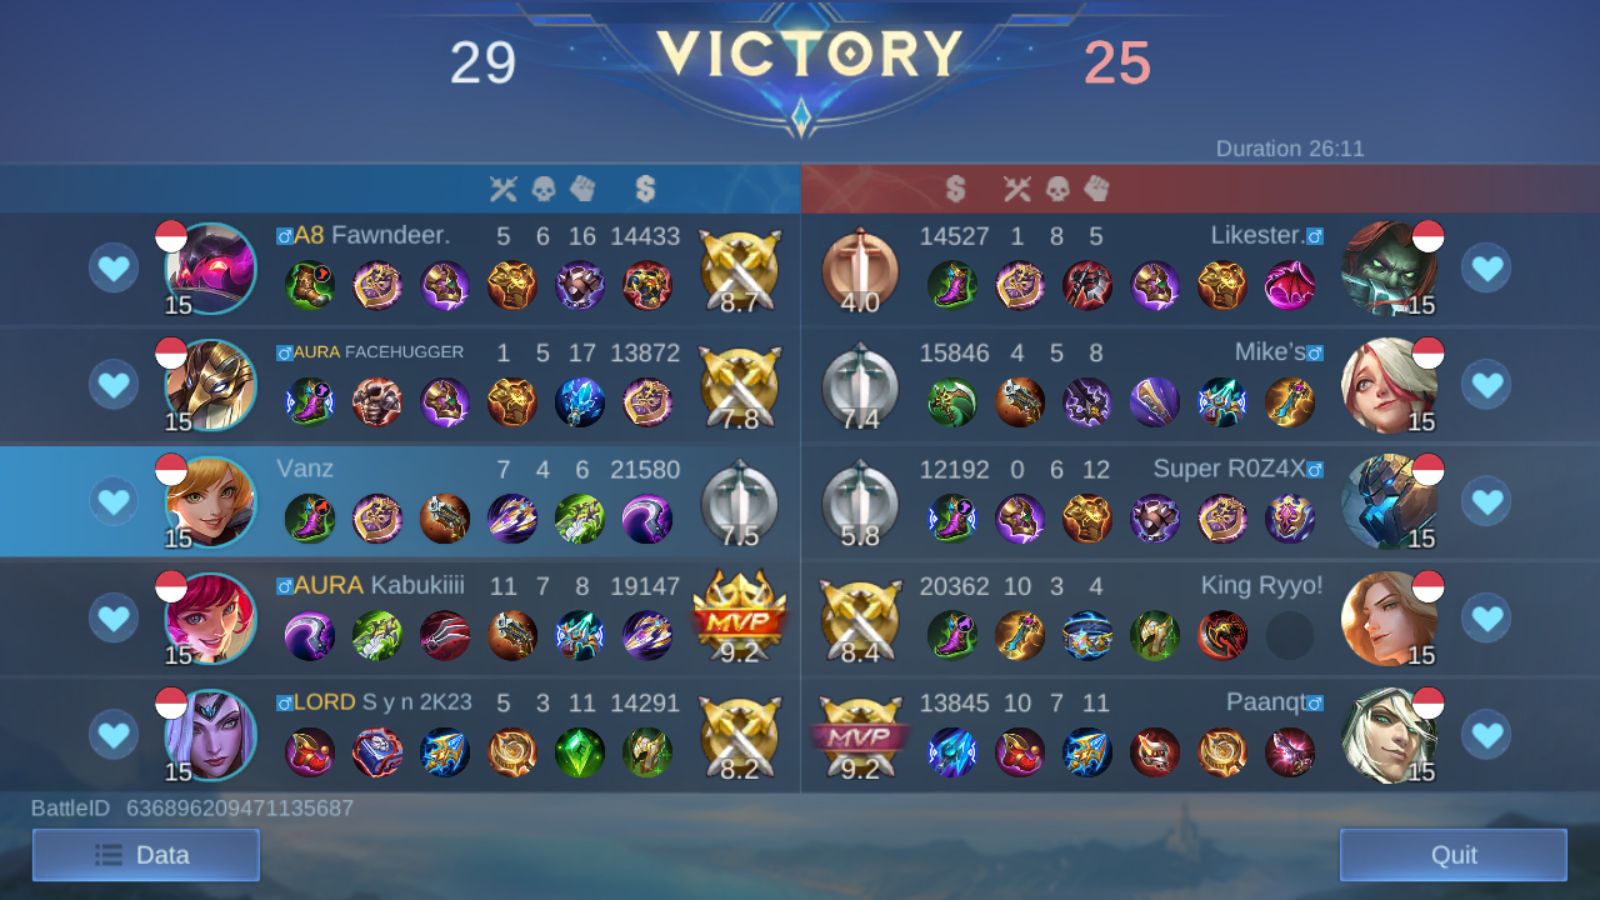 29 VICTORY 25
Duration 26:11
A8 Fawndeer. 5 6 16 14433
15 8.7
14527 1 8 5 Likester.
4.0 15
AURA FACEHUGGER 1 5 17 13872
15 7.8
15846 4 5 8 Mike's
7.4 15
Vanz 7 4 6 21580
15 7.5
12192 0 6 12 Super R0Z4X
5.8 15
AURA Kabukiiii 11 7 8 19147
MVP
15 9.2
20362 10 3 4 King Ryyo!
8.4 15
LORD S y n 2K23 5 3 11 14291
15 8.2
13845 10 7 11 Paanqt
MVP
9.2 15
BattleID 636896209471135687
Data
Quit